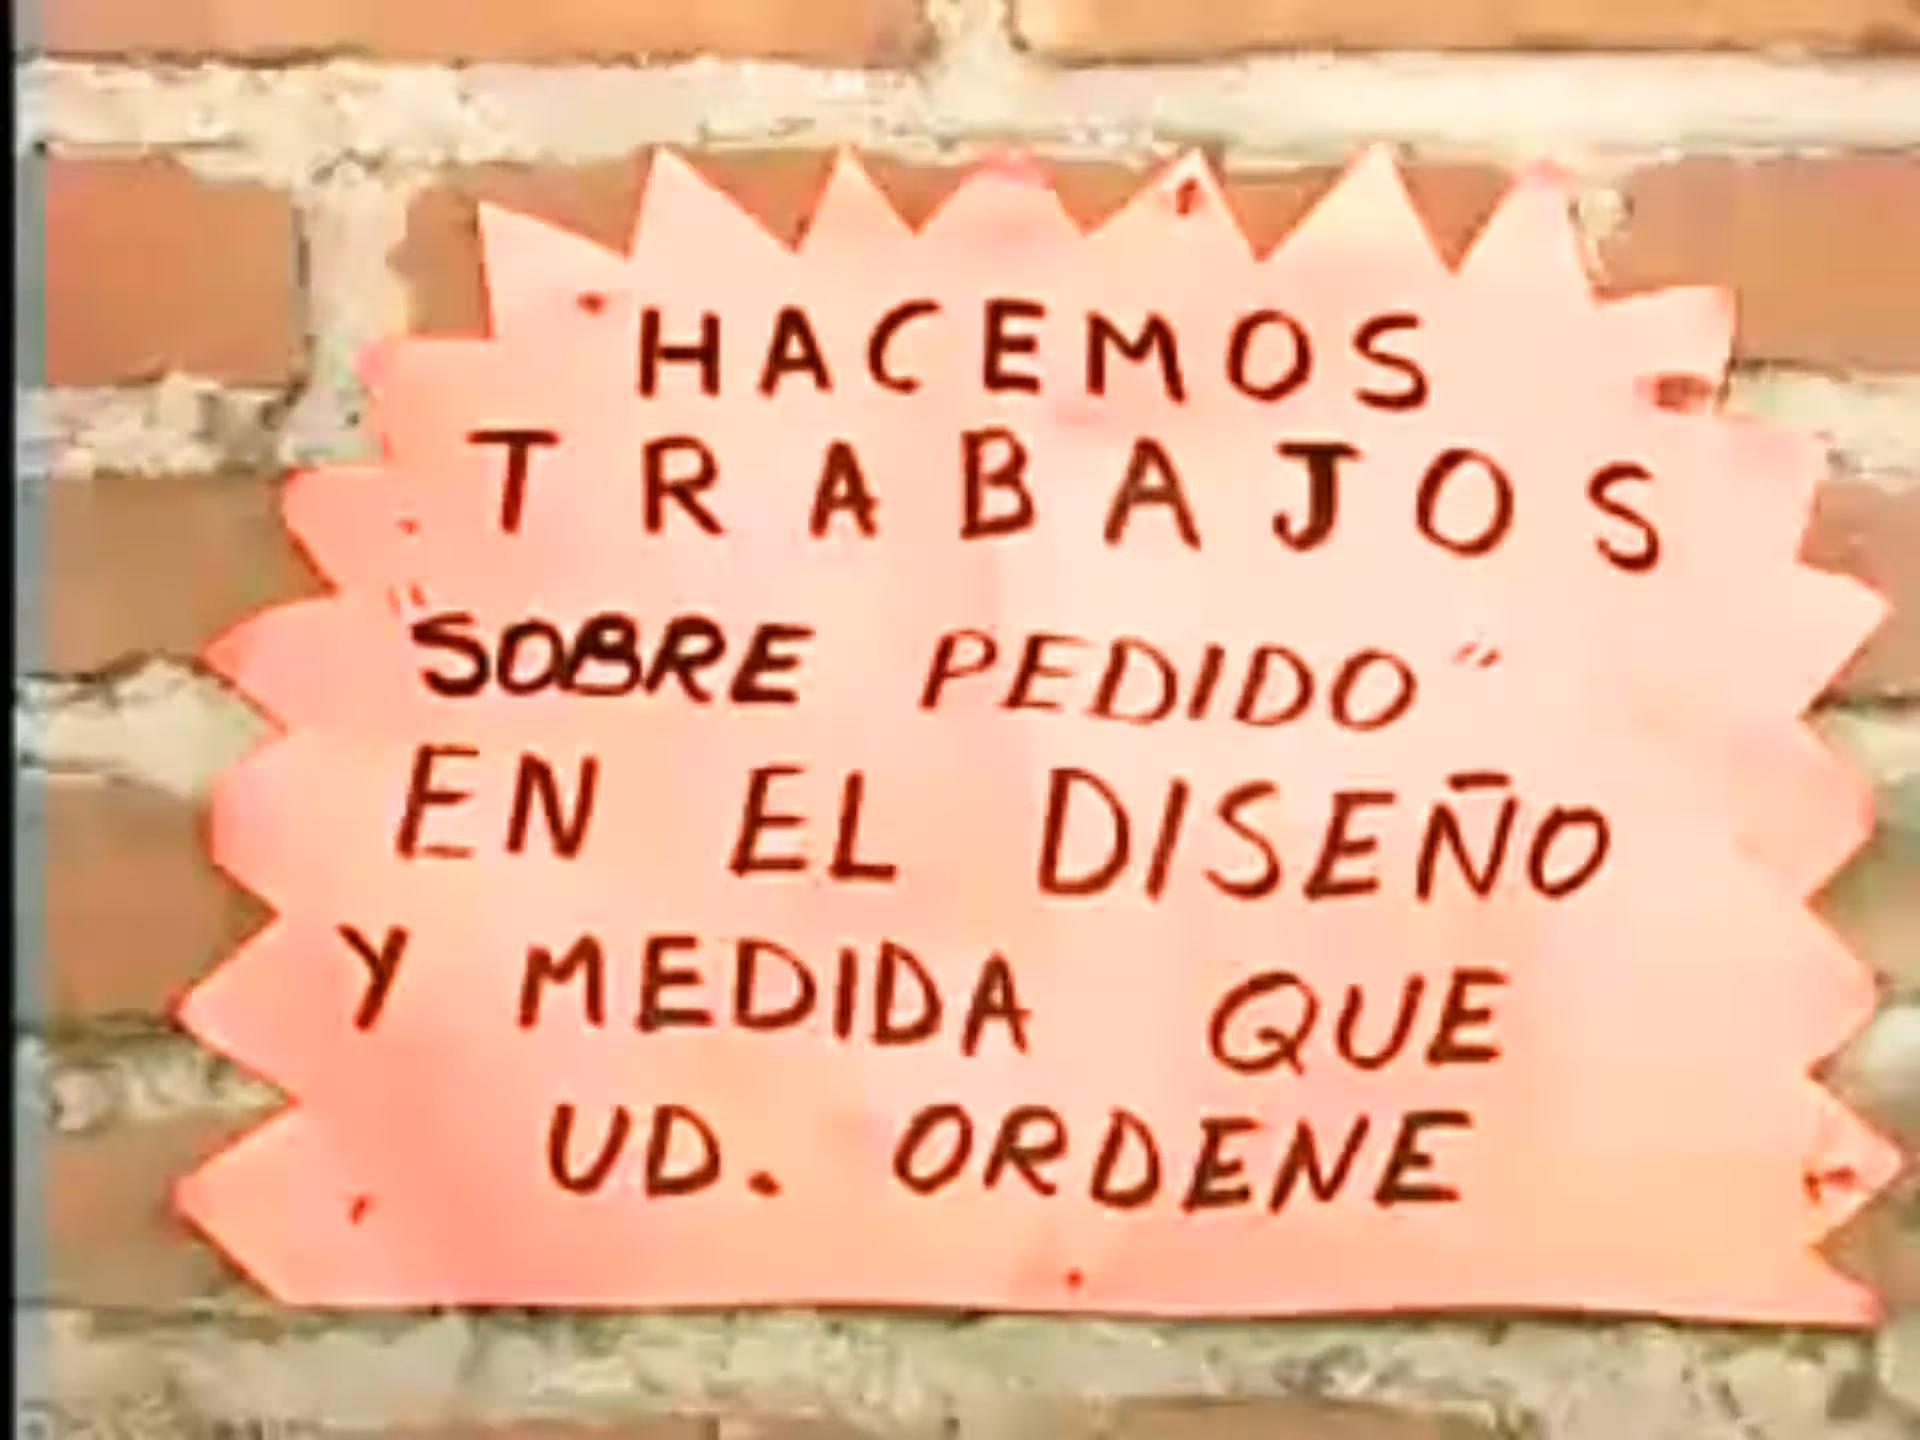 HACEMOS
TRABAJOS
"SOBRE PEDIDO"
EN EL DISEÑO
Y MEDIDA QUE
UD. ORDENE